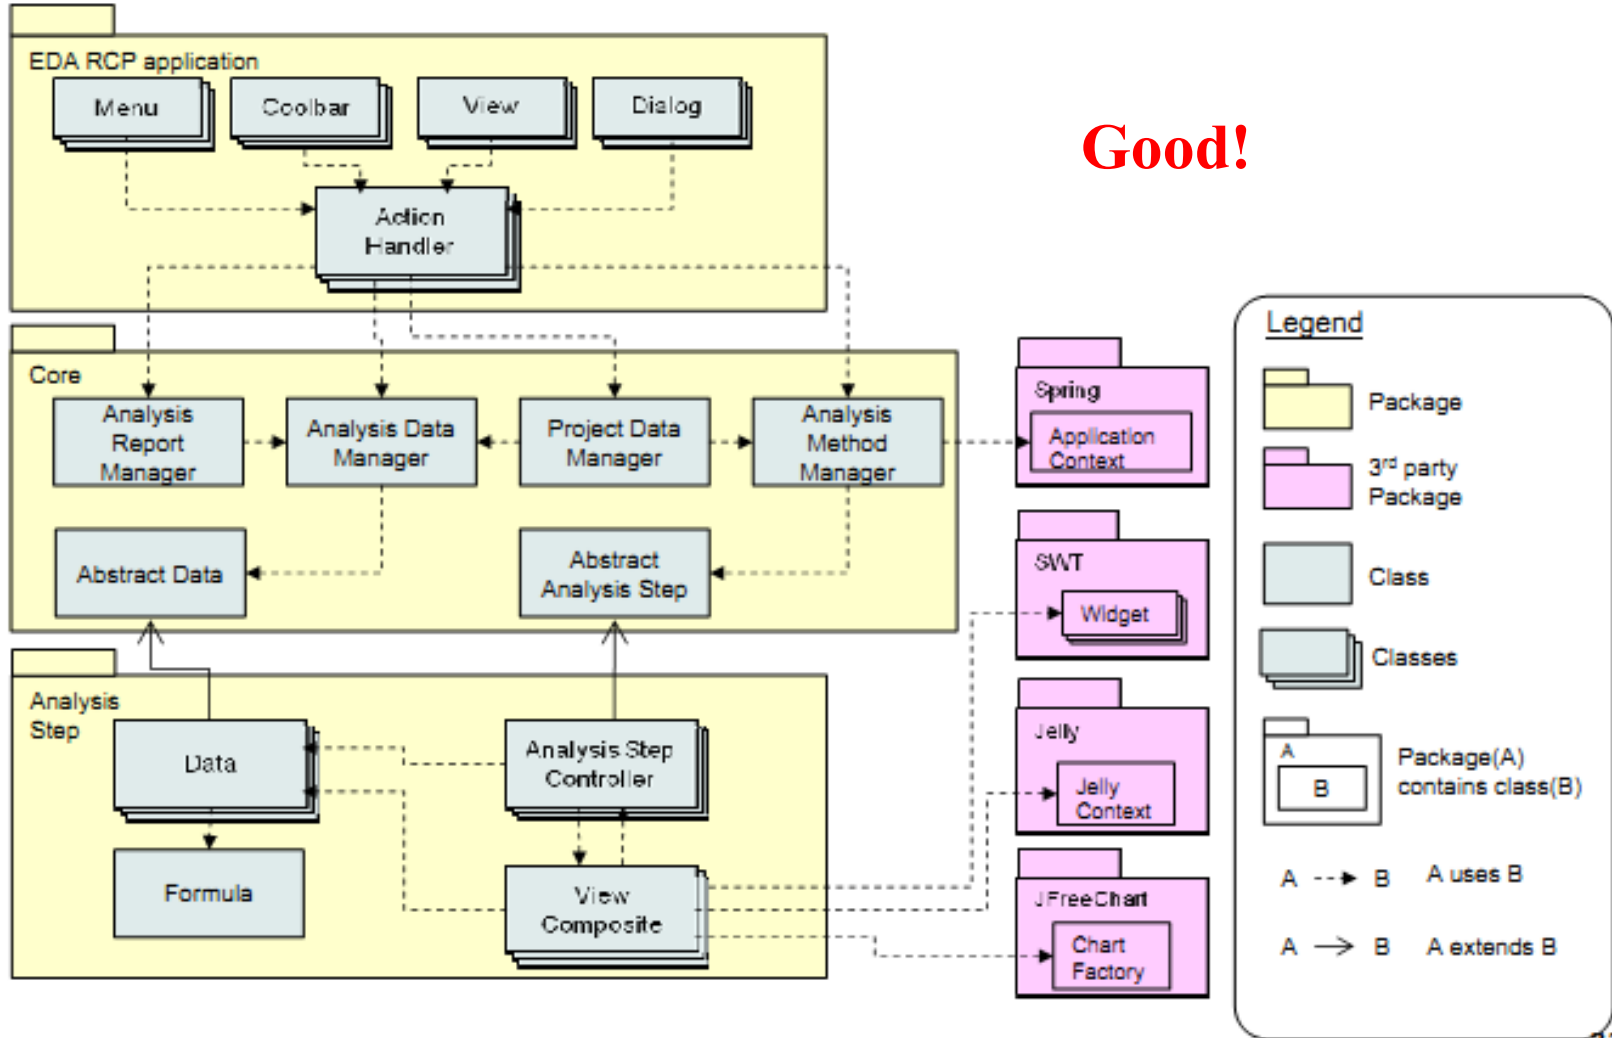 EDA RCP application
Menu
Coolbar
View
Dialog
Good!
Action
Handler
Core
Analysis
Report
Manager
Analysis Data
Manager
Project Data
Manager
Analysis
Method
Manager
Abstract Data
Abstract
Analysis Step
Analysis
Step
Data
Analysis Step
Controller
Formula
View
Composite
Spring
Application
Context
SWT
Widget
Jelly
Jelly
Context
JFreeChart
Chart
Factory
Legend
Package
3rd party
Package
Class
Classes
A
B
Package(A)
contains class(B)
A B A uses B
A B A extends B